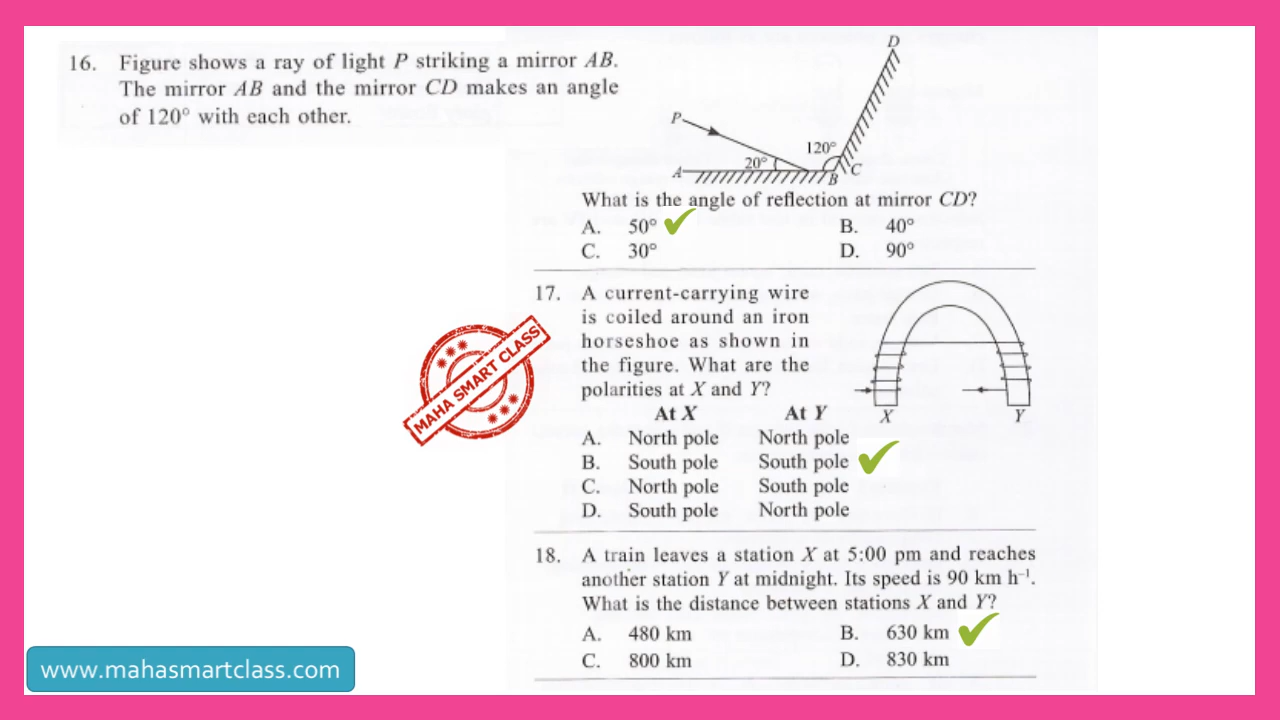 16. Figure shows a ray of light P striking a mirror AB.
The mirror AB and the mirror CD makes an angle
of 120° with each other.
D
P
120°
20°
A
B
C
What is the angle of reflection at mirror CD?
A. 50° B. 40°
C. 30° D. 90°
17. A current-carrying wire
is coiled around an iron
horseshoe as shown in
the figure. What are the
polarities at X and Y?
X Y
At X At Y
A. North pole North pole
B. South pole South pole
C. North pole South pole
D. South pole North pole
MAHA SMART CLASS
18. A train leaves a station X at 5:00 pm and reaches
another station Y at midnight. Its speed is 90 km h⁻¹.
What is the distance between stations X and Y?
A. 480 km B. 630 km
C. 800 km D. 830 km
www.mahasmartclass.com